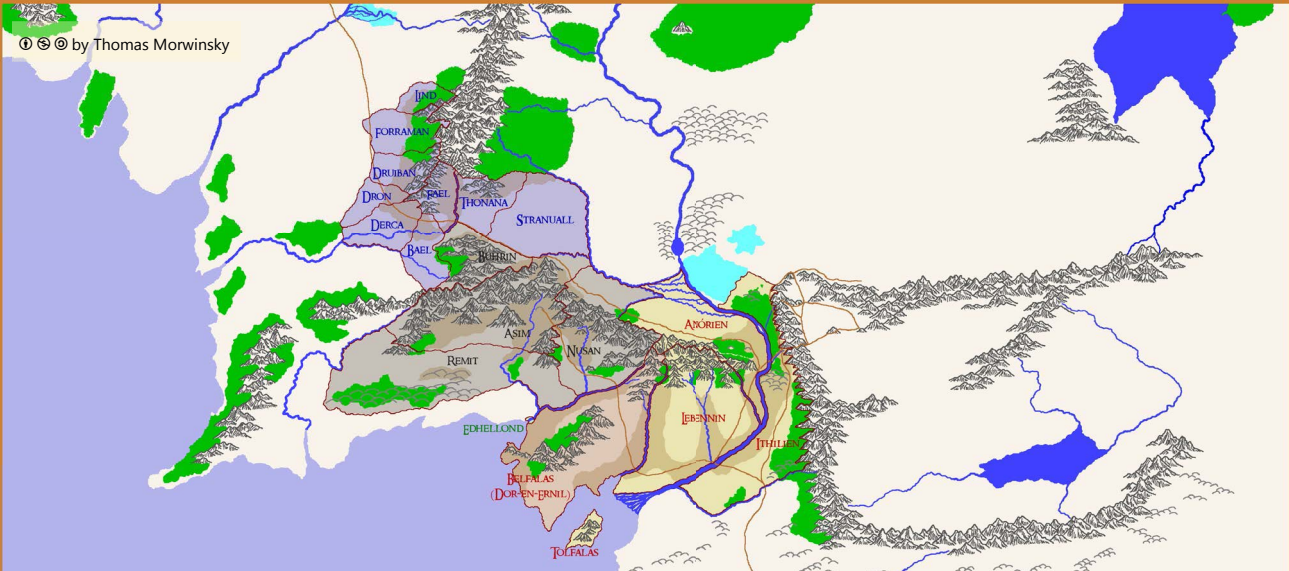 by Thomas Morwinsky
LIND
FORRAMAN
DRUIBAN
DRON
FAEL
THONANA
STRANUALL
DERCA
BAEL
BUHRIN
ASIM
NUSAN
REMIT
ANÓRIEN
LEBENNIN
ITHILIEN
EDHELLOND
BELFALAS
(DOR-EN-ERNIL)
TOLFALAS